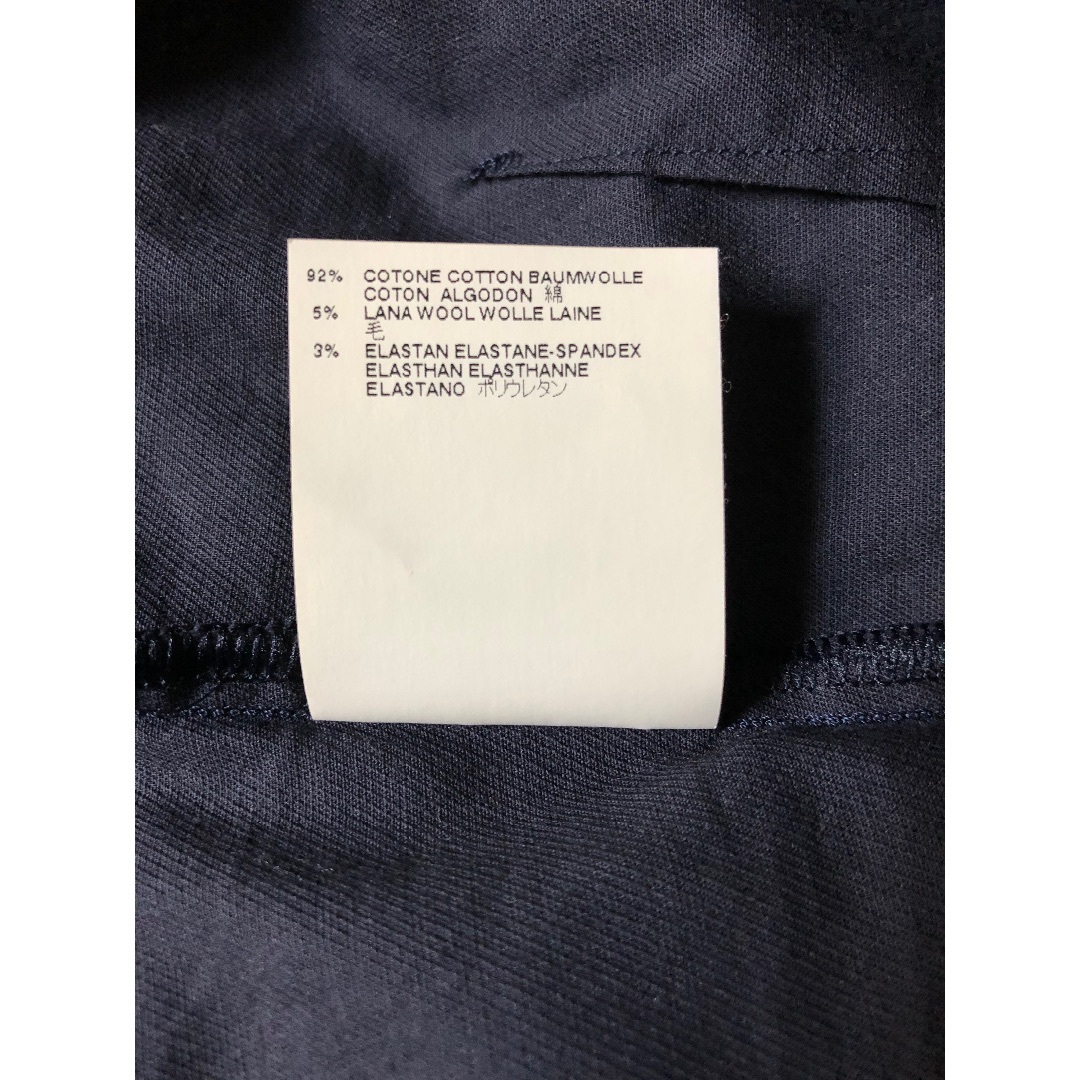 92% COTONE COTTON BAUMWOLLE
COTON ALGODON 綿
5% LANA WOOL WOLLE LAINE
毛
3% ELASTAN ELASTANE-SPANDEX
ELASTHAN ELASTHANNE
ELASTANO ポリウレタン